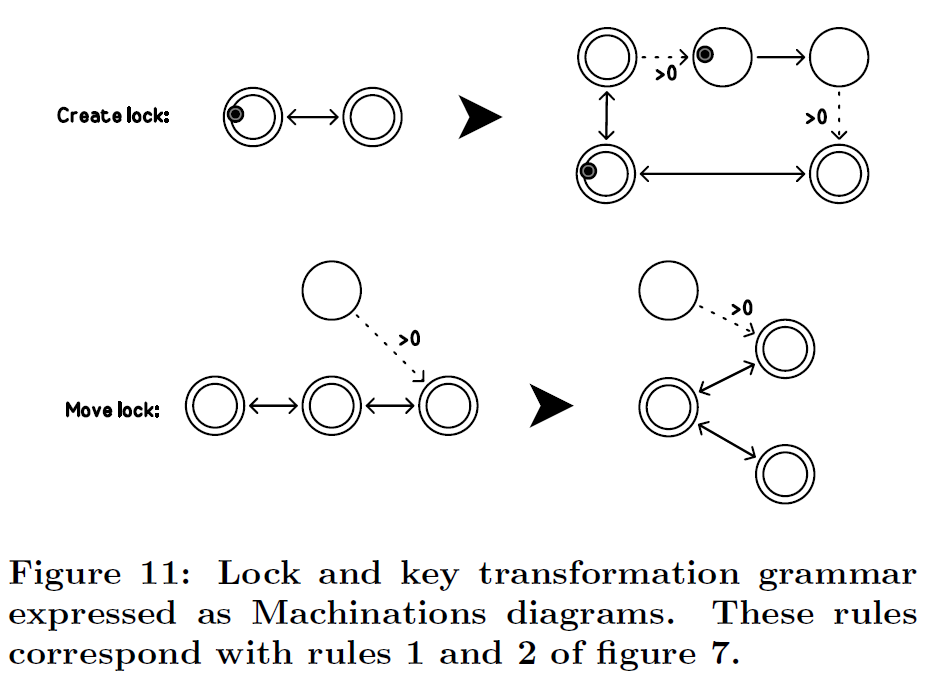 >0
Create lock:
>0
>0
>0
Move lock:
Figure 11: Lock and key transformation grammar
expressed as Machinations diagrams. These rules
correspond with rules 1 and 2 of figure 7.